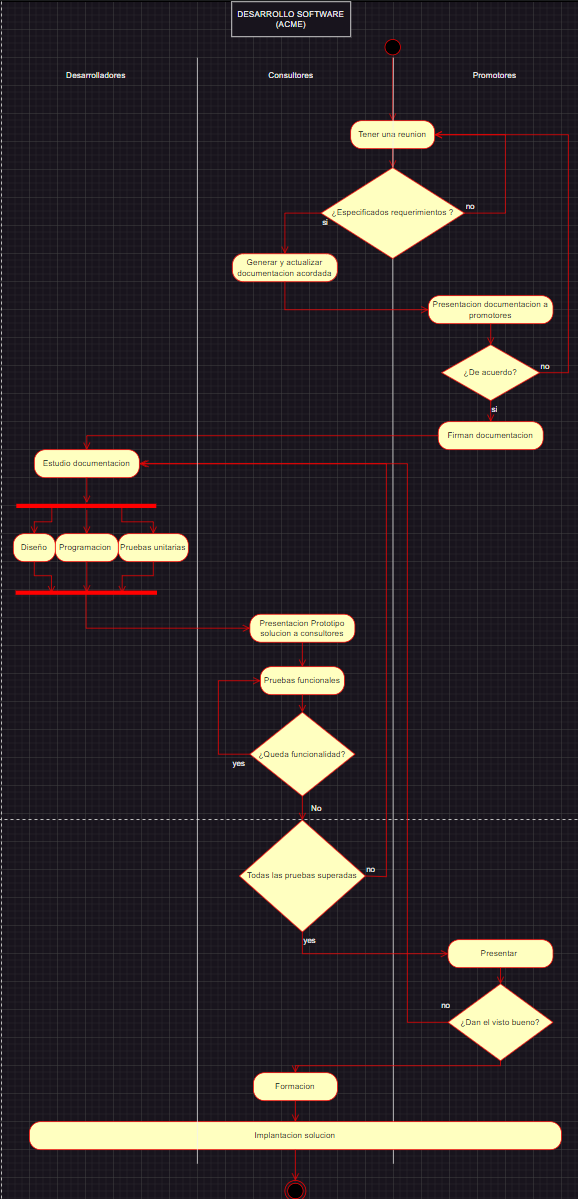 DESARROLLO SOFTWARE
(ACME)
Desarrolladores
Consultores
Promotores
Tener una reunion
¿Especificados requerimientos ?
no
si
Generar y actualizar
documentacion acordada
Presentacion documentacion a
promotores
¿De acuerdo?
no
si
Firman documentacion
Estudio documentacion
Diseño
Programacion
Pruebas unitarias
Presentacion Prototipo
solucion a consultores
Pruebas funcionales
¿Queda funcionalidad?
yes
No
Todas las pruebas superadas
no
yes
Presentar
no
¿Dan el visto bueno?
Formacion
Implantacion solucion